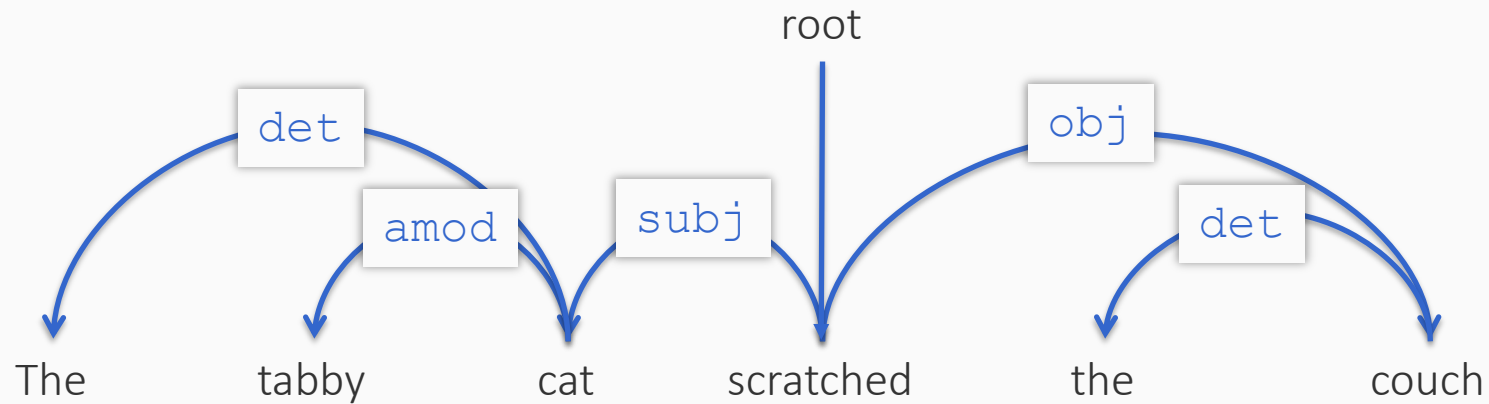 root
det
obj
amod
subj
det
The tabby cat scratched the couch